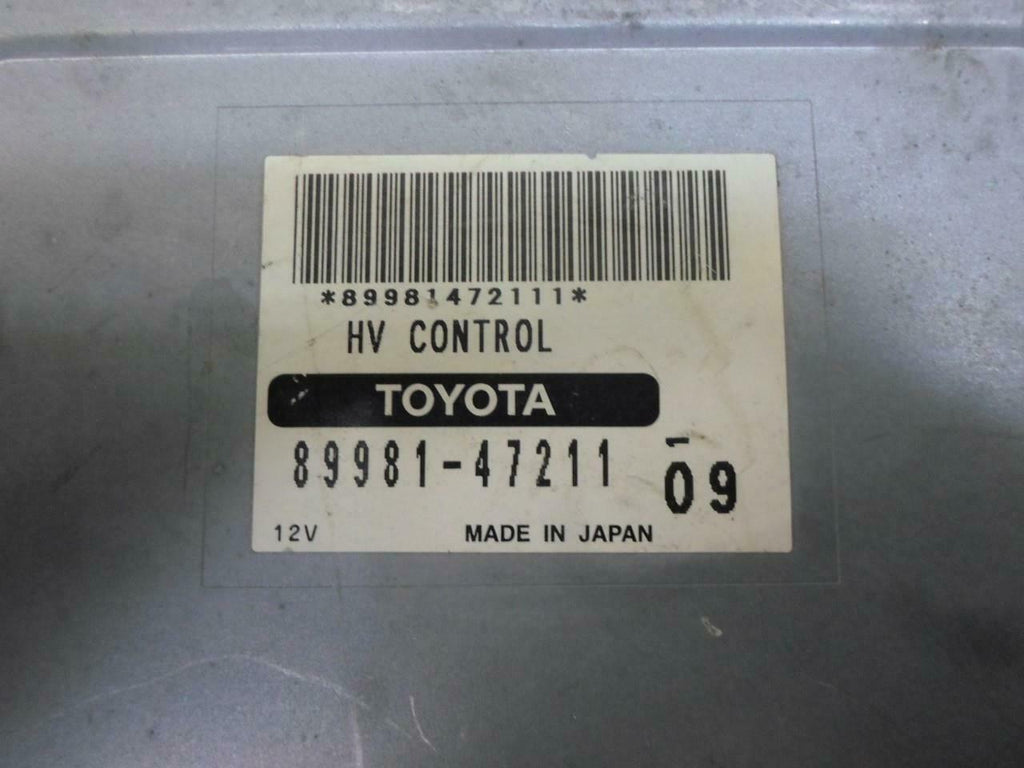 *89981472111*
HV CONTROL
TOYOTA
89981-47211
09
12V MADE IN JAPAN